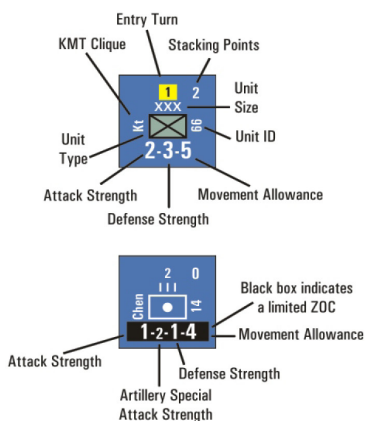 Entry Turn
KMT Clique
Stacking Points
1 2
XXX
Unit
Size
Kt
66
Unit ID
Unit
Type
2-3-5
Attack Strength
Movement Allowance
Defense Strength
2 0
III
Chen
14
Black box indicates
a limited ZOC
1-2-1-4
Movement Allowance
Attack Strength
Defense Strength
Artillery Special
Attack Strength